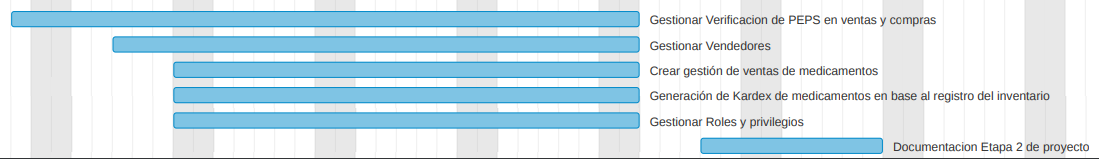 Gestionar Verificacion de PEPS en ventas y compras
Gestionar Vendedores
Crear gestión de ventas de medicamentos
Generación de Kardex de medicamentos en base al registro del inventario
Gestionar Roles y privilegios
Documentacion Etapa 2 de proyecto